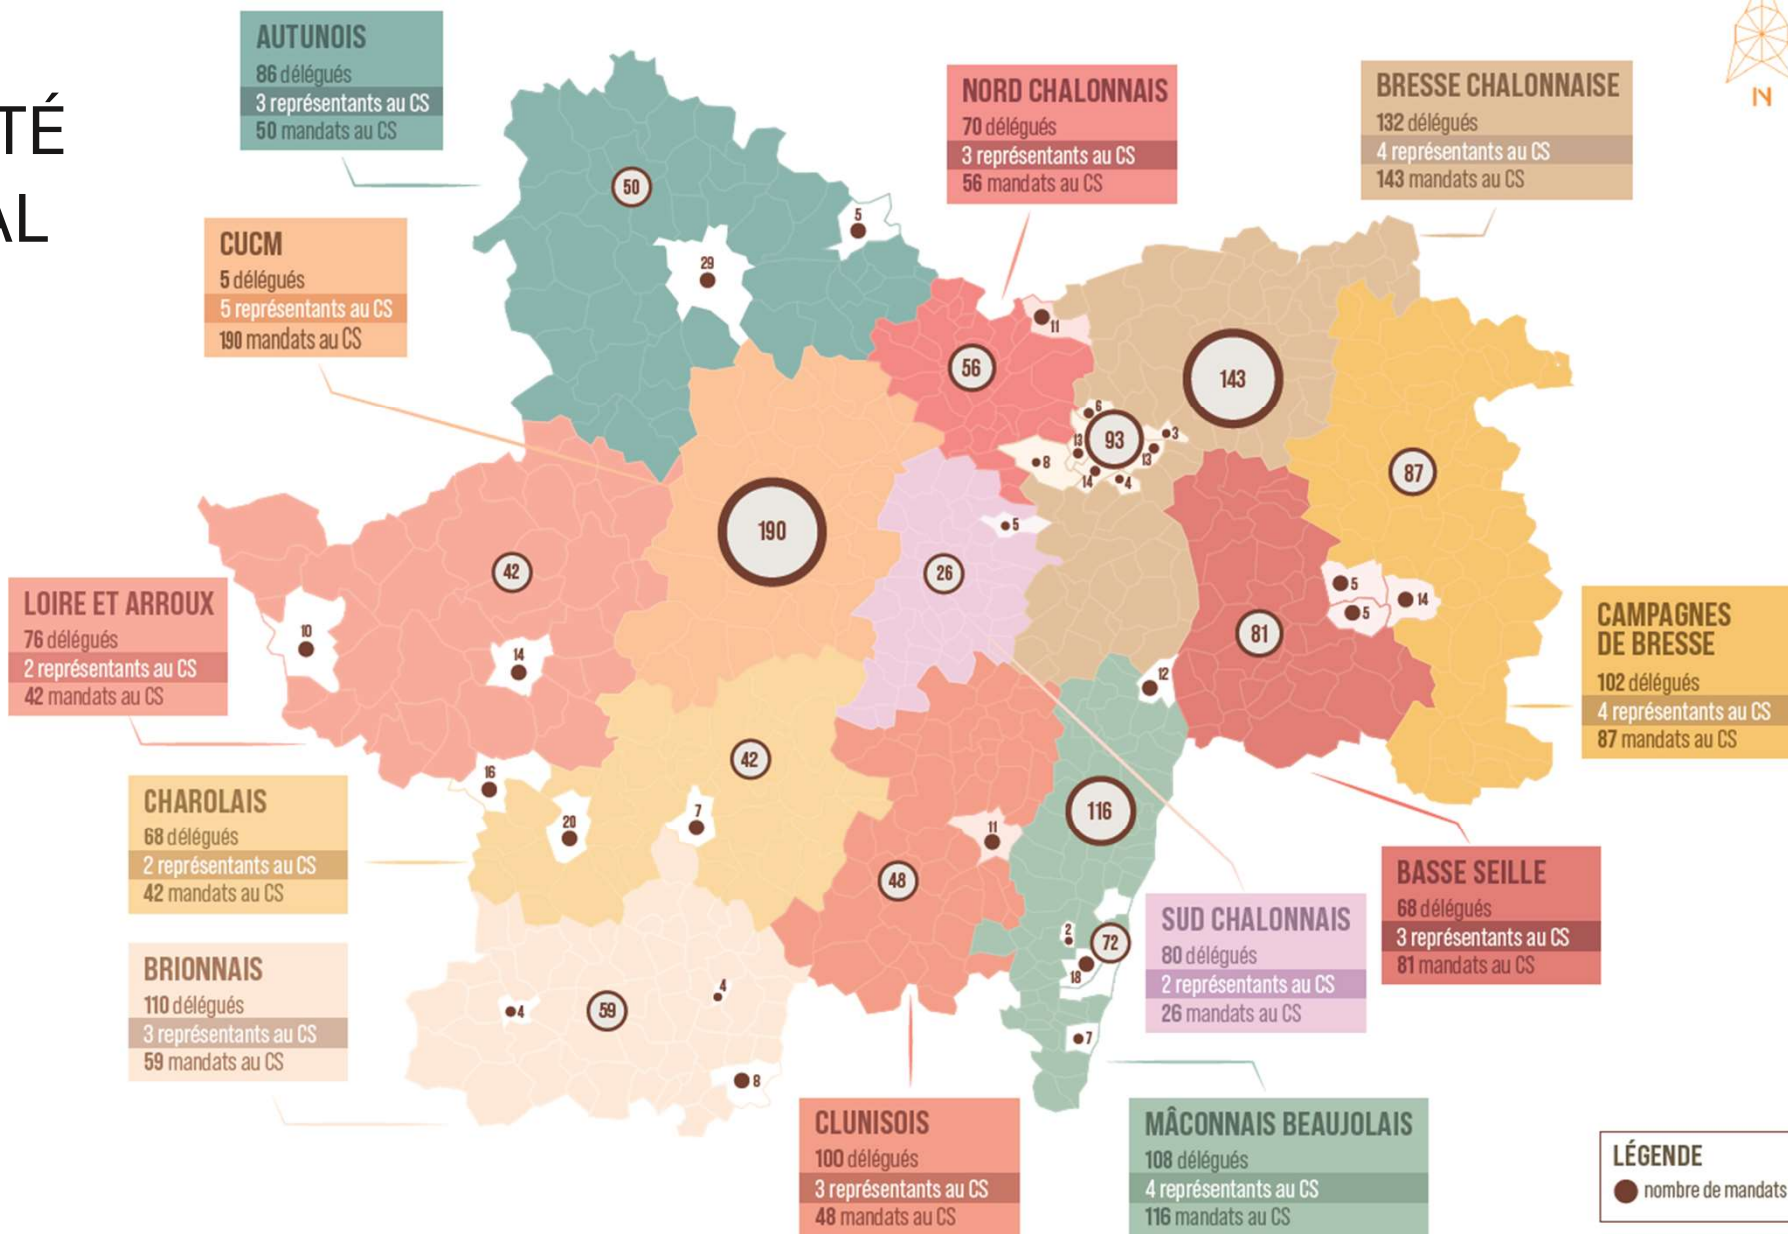 TÉ
AL
AUTUNOIS
86 délégués
3 représentants au CS
50 mandats au CS
NORD CHALONNAIS
70 délégués
3 représentants au CS
56 mandats au CS
BRESSE CHALONNAISE
132 délégués
4 représentants au CS
143 mandats au CS
N
CUCM
5 délégués
5 représentants au CS
190 mandats au CS
50
5
29
11
56
143
6
93
3
13
13
8
14
4
87
190
5
42
26
5
14
5
81
10
14
12
LOIRE ET ARROUX
76 délégués
2 représentants au CS
42 mandats au CS
CAMPAGNES
DE BRESSE
102 délégués
4 représentants au CS
87 mandats au CS
16
42
20
7
116
11
48
CHAROLAIS
68 délégués
2 représentants au CS
42 mandats au CS
BASSE SEILLE
68 délégués
3 représentants au CS
81 mandats au CS
SUD CHALONNAIS
80 délégués
2 représentants au CS
26 mandats au CS
2
72
18
7
BRIONNAIS
110 délégués
3 représentants au CS
59 mandats au CS
4
59
4
8
CLUNISOIS
100 délégués
3 représentants au CS
48 mandats au CS
MÂCONNAIS BEAUJOLAIS
108 délégués
4 représentants au CS
116 mandats au CS
LÉGENDE
nombre de mandats